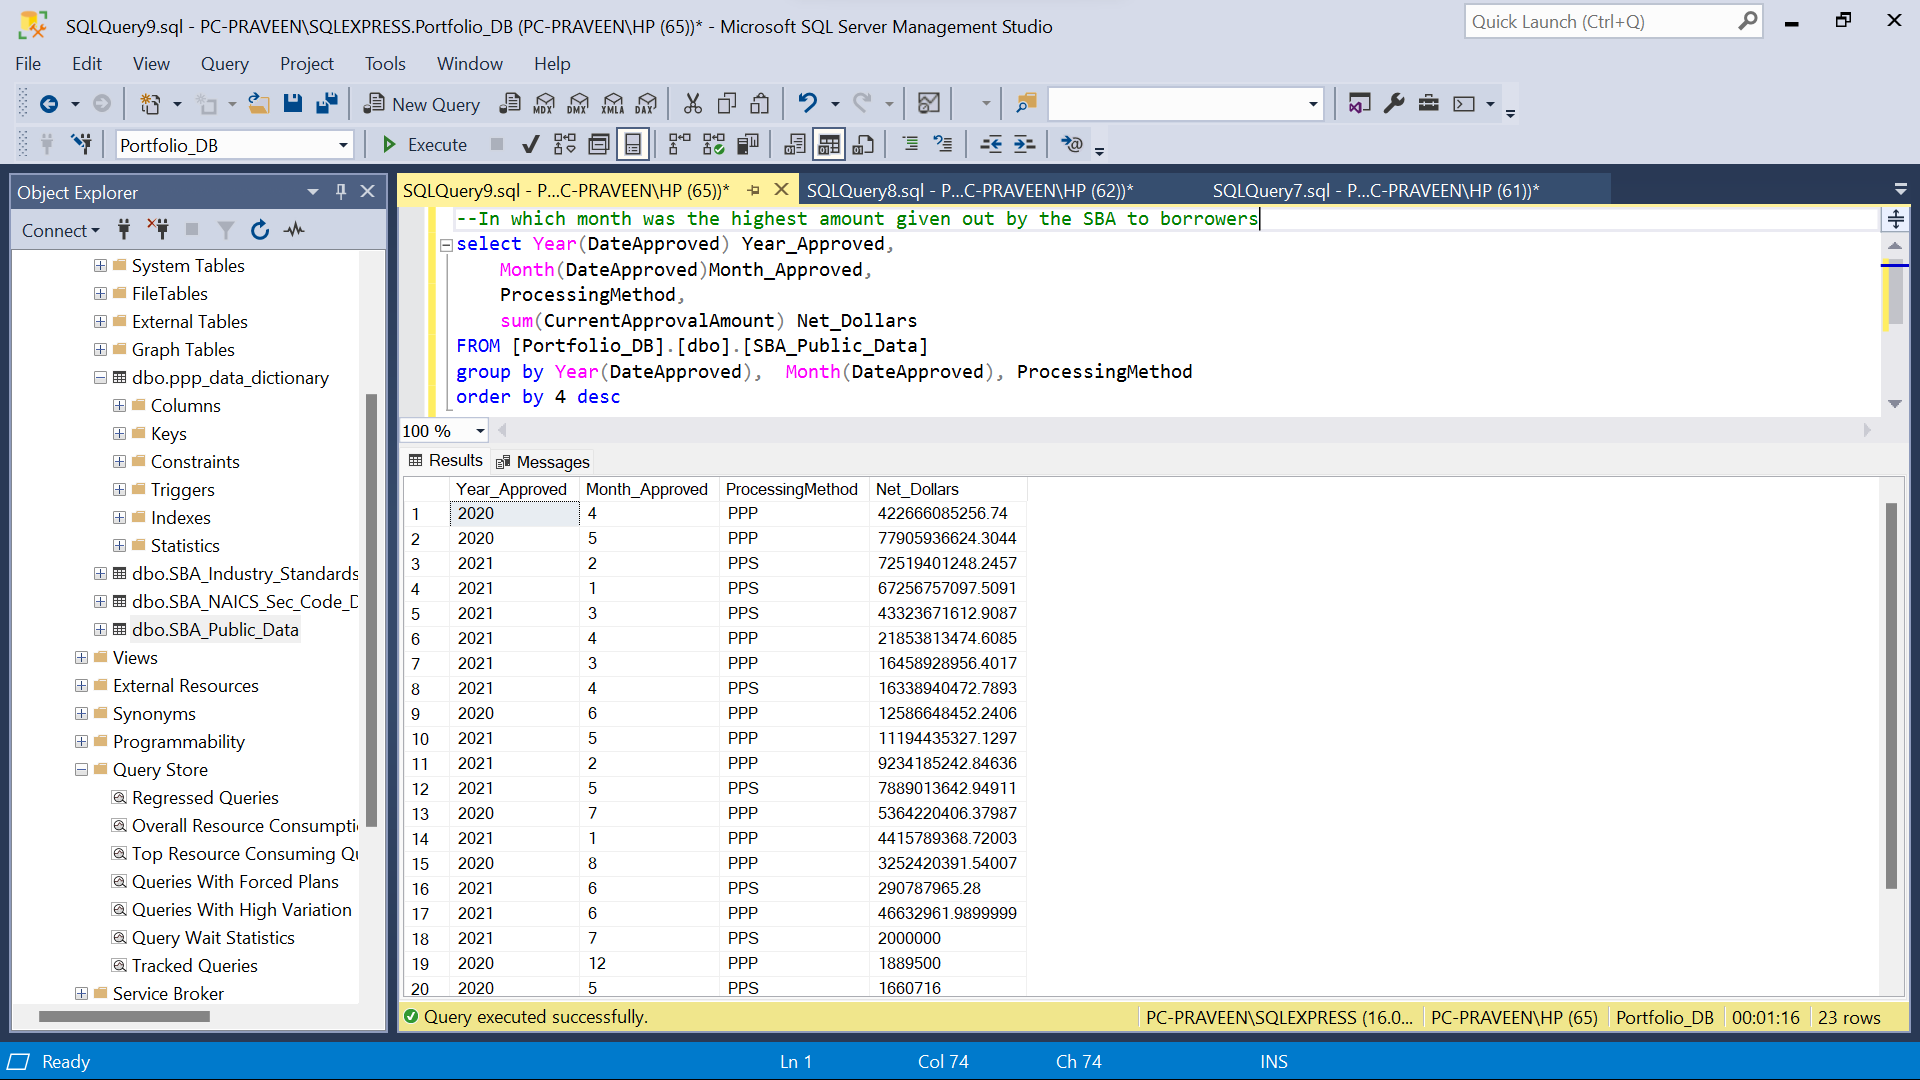 SQLQuery9.sql - PC-PRAVEEN\SQLEXPRESS.Portfolio_DB (PC-PRAVEEN\HP (65))* - Microsoft SQL Server Management Studio
Quick Launch (Ctrl+Q)
File Edit View Query Project Tools Window Help
New Query MDX DMX XMLA DAX
Portfolio_DB Execute
Object Explorer
Connect
System Tables
FileTables
External Tables
Graph Tables
dbo.ppp_data_dictionary
Columns
Keys
Constraints
Triggers
Indexes
Statistics
dbo.SBA_Industry_Standards
dbo.SBA_NAICS_Sec_Code_D
dbo.SBA_Public_Data
Views
External Resources
Synonyms
Programmability
Query Store
Regressed Queries
Overall Resource Consumpti
Top Resource Consuming Qu
Queries With Forced Plans
Queries With High Variation
Query Wait Statistics
Tracked Queries
Service Broker
SQLQuery9.sql - P...C-PRAVEEN\HP (65))* SQLQuery8.sql - P...C-PRAVEEN\HP (62))* SQLQuery7.sql - P...C-PRAVEEN\HP (61))*
--In which month was the highest amount given out by the SBA to borrowers
select Year(DateApproved) Year_Approved,
Month(DateApproved)Month_Approved,
ProcessingMethod,
sum(CurrentApprovalAmount) Net_Dollars
FROM [Portfolio_DB].[dbo].[SBA_Public_Data]
group by Year(DateApproved), Month(DateApproved), ProcessingMethod
order by 4 desc
100 %
Results Messages
Year_Approved Month_Approved ProcessingMethod Net_Dollars
1 2020 4 PPP 422666085256.74
2 2020 5 PPP 77905936624.3044
3 2021 2 PPS 72519401248.2457
4 2021 1 PPS 67256757097.5091
5 2021 3 PPS 43323671612.9087
6 2021 4 PPP 21853813474.6085
7 2021 3 PPP 16458928956.4017
8 2021 4 PPS 16338940472.7893
9 2020 6 PPP 12586648452.2406
10 2021 5 PPP 11194435327.1297
11 2021 2 PPP 9234185242.84636
12 2021 5 PPS 7889013642.94911
13 2020 7 PPP 5364220406.37987
14 2021 1 PPP 4415789368.72003
15 2020 8 PPP 3252420391.54007
16 2021 6 PPS 290787965.28
17 2021 6 PPP 46632961.9899999
18 2021 7 PPS 2000000
19 2020 12 PPP 1889500
20 2020 5 PPS 1660716
Query executed successfully. PC-PRAVEEN\SQLEXPRESS (16.0... PC-PRAVEEN\HP (65) Portfolio_DB 00:01:16 23 rows
Ready Ln 1 Col 74 Ch 74 INS